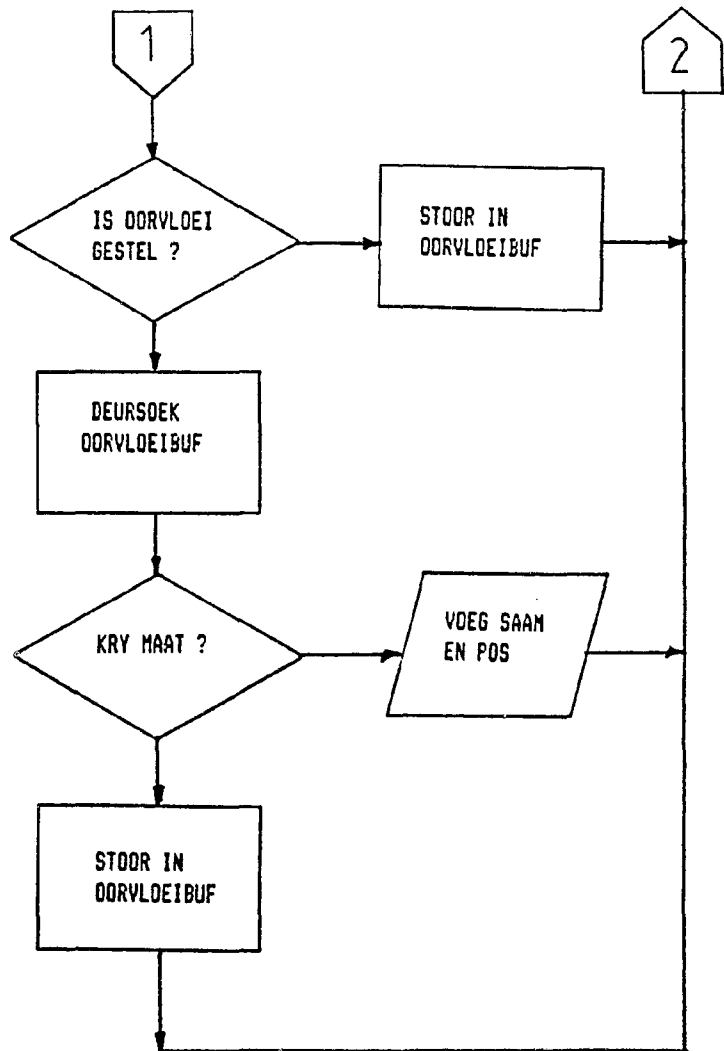 1
2
IS OORVLOEI
GESTEL ?
STOOR IN
OORVLOEIBUF
DEURSOEK
OORVLOEIBUF
KRY MAAT ?
VOEG SAAM
EN POS
STOOR IN
OORVLOEIBUF